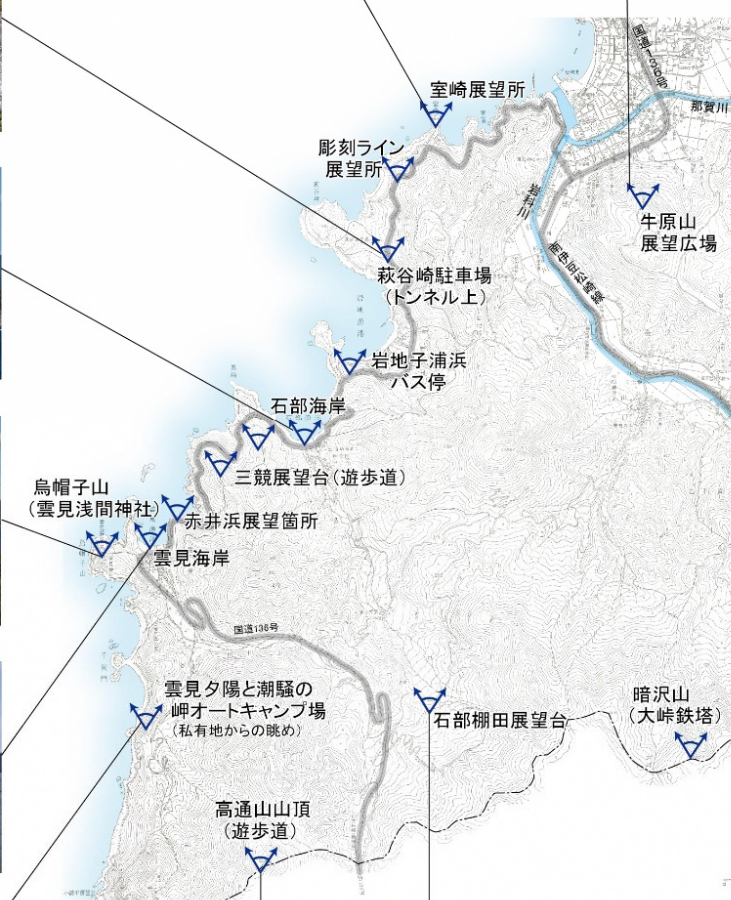 室崎展望所
国道136号
那賀川
彫刻ライン
展望所
岩科川
牛原山
展望広場
南伊豆松崎線
萩谷崎駐車場
（トンネル上）
岩地子浦浜
バス停
石部海岸
三競展望台（遊歩道）
烏帽子山
（雲見浅間神社）
赤井浜展望箇所
雲見海岸
国道136号
雲見夕陽と潮騒の
岬オートキャンプ場
（私有地からの眺め）
石部棚田展望台
暗沢山
（大峠鉄塔）
高通山山頂
（遊歩道）